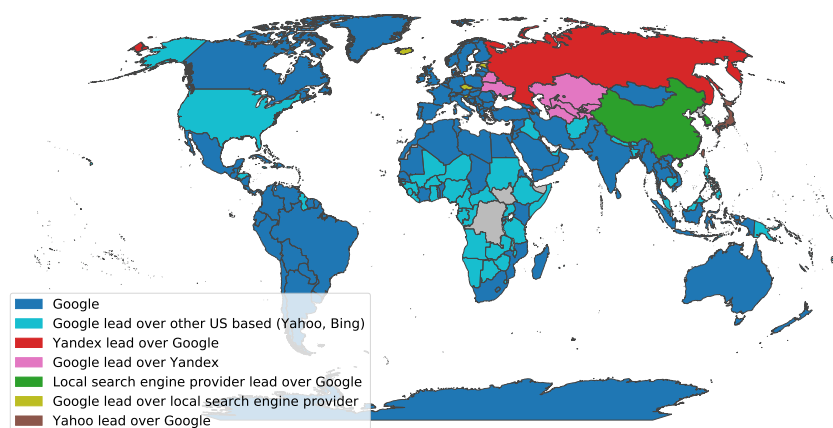 Google
Google lead over other US based (Yahoo, Bing)
Yandex lead over Google
Google lead over Yandex
Local search engine provider lead over Google
Google lead over local search engine provider
Yahoo lead over Google